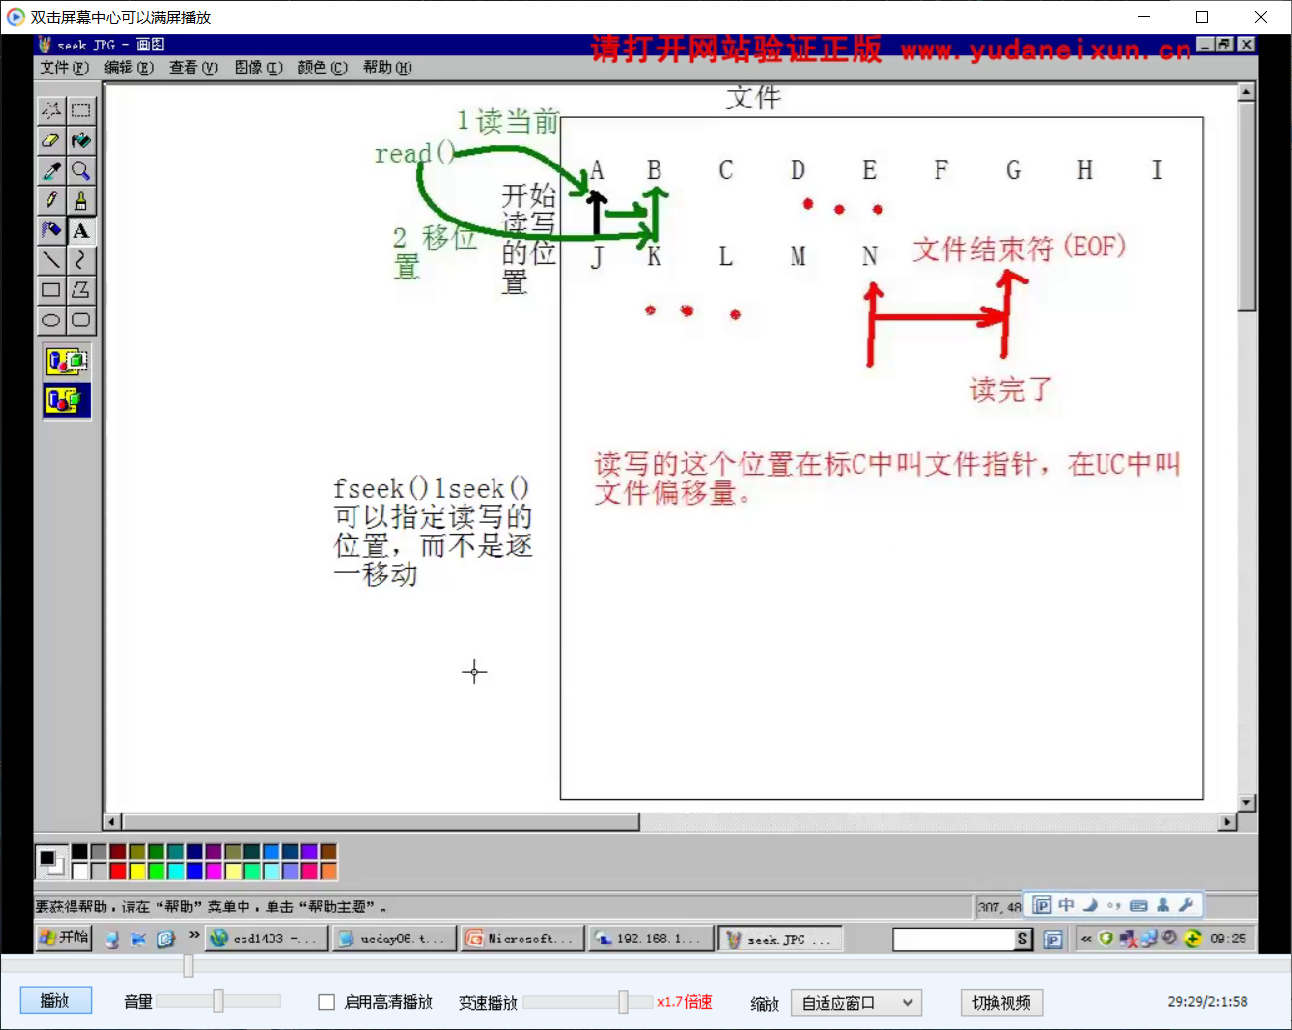 双击屏幕中心可以满屏播放
seek JPG - 画图
请打开网站验证正版 www.yudaneixun.cn
文件(F) 编辑(E) 查看(V) 图像(I) 颜色(C) 帮助(H)
文件
1读当前
read()
A B C D E F G H I
开始
读写
的位
置
2 移位
置
J K L M N
文件结束符(EOF)
读完了
读写的这个位置在标C中叫文件指针，在UC中叫
文件偏移量。
fseek()lseek()
可以指定读写的
位置，而不是逐
一移动
A
要获得帮助，请在“帮助”菜单中，单击“帮助主题”。
307,48
中
开始
»
csd1403 -...
ucday06.t...
Microsoft...
192.168.1...
seek.JPG ...
S
«
09:25
播放
音量
启用高清播放
变速播放
x1.7倍速
缩放
自适应窗口
切换视频
29:29/2:1:58